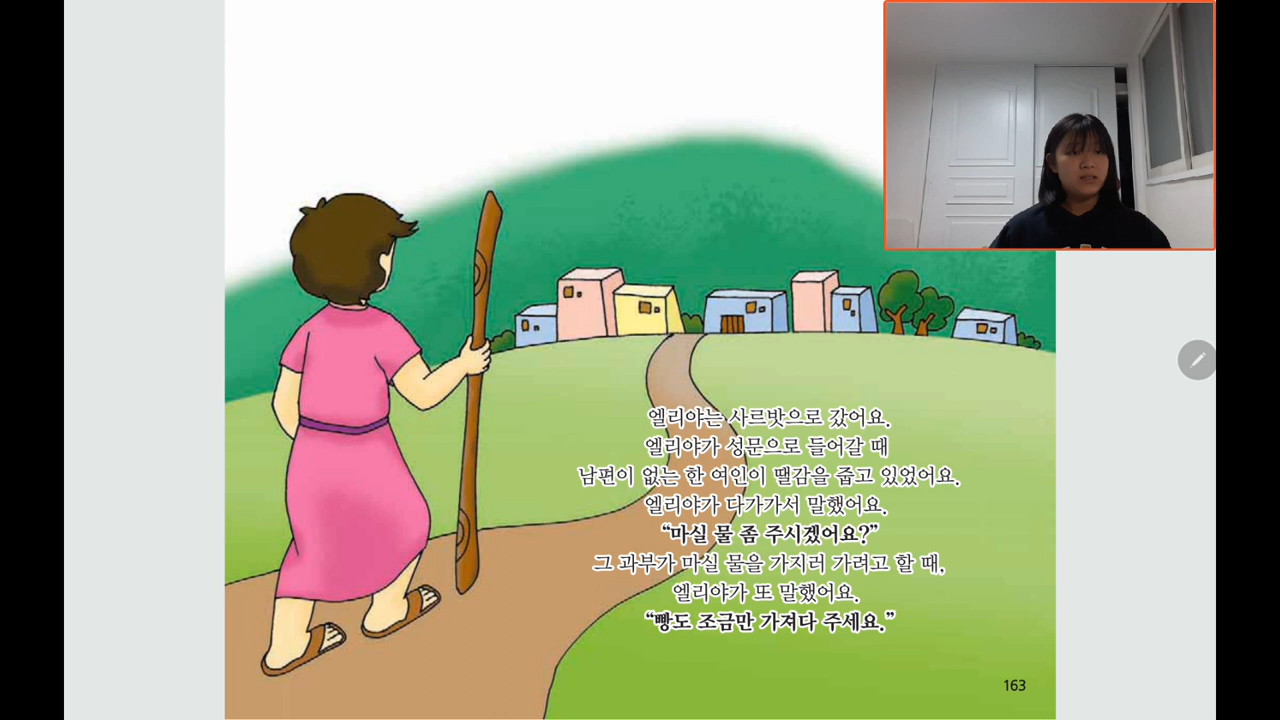 엘리야는 사르밧으로 갔어요.
엘리야가 성문으로 들어갈 때
남편이 없는 한 여인이 땔감을 줍고 있었어요.
엘리야가 다가가서 말했어요.
“마실 물 좀 주시겠어요?”
그 과부가 마실 물을 가지러 가려고 할 때,
엘리야가 또 말했어요.
“빵도 조금만 가져다 주세요.”
163